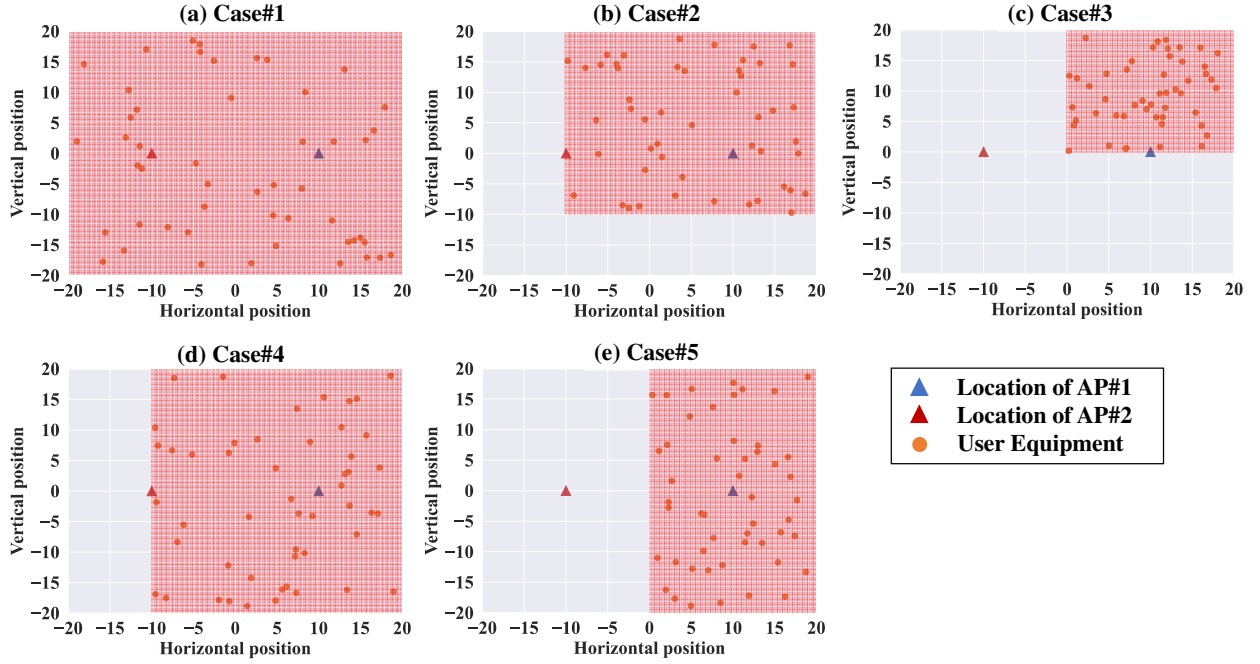 (a) Case#1
20
15
10
5
0
−5
−10
−15
−20
Vertical position
−20 −15 −10 −5 0 5 10 15 20
Horizontal position
(b) Case#2
20
15
10
5
0
−5
−10
−15
−20
Vertical position
−20 −15 −10 −5 0 5 10 15 20
Horizontal position
(c) Case#3
20
15
10
5
0
−5
−10
−15
−20
Vertical position
−20 −15 −10 −5 0 5 10 15 20
Horizontal position
(d) Case#4
20
15
10
5
0
−5
−10
−15
−20
Vertical position
−20 −15 −10 −5 0 5 10 15 20
Horizontal position
(e) Case#5
20
15
10
5
0
−5
−10
−15
−20
Vertical position
−20 −15 −10 −5 0 5 10 15 20
Horizontal position
Location of AP#1
Location of AP#2
User Equipment